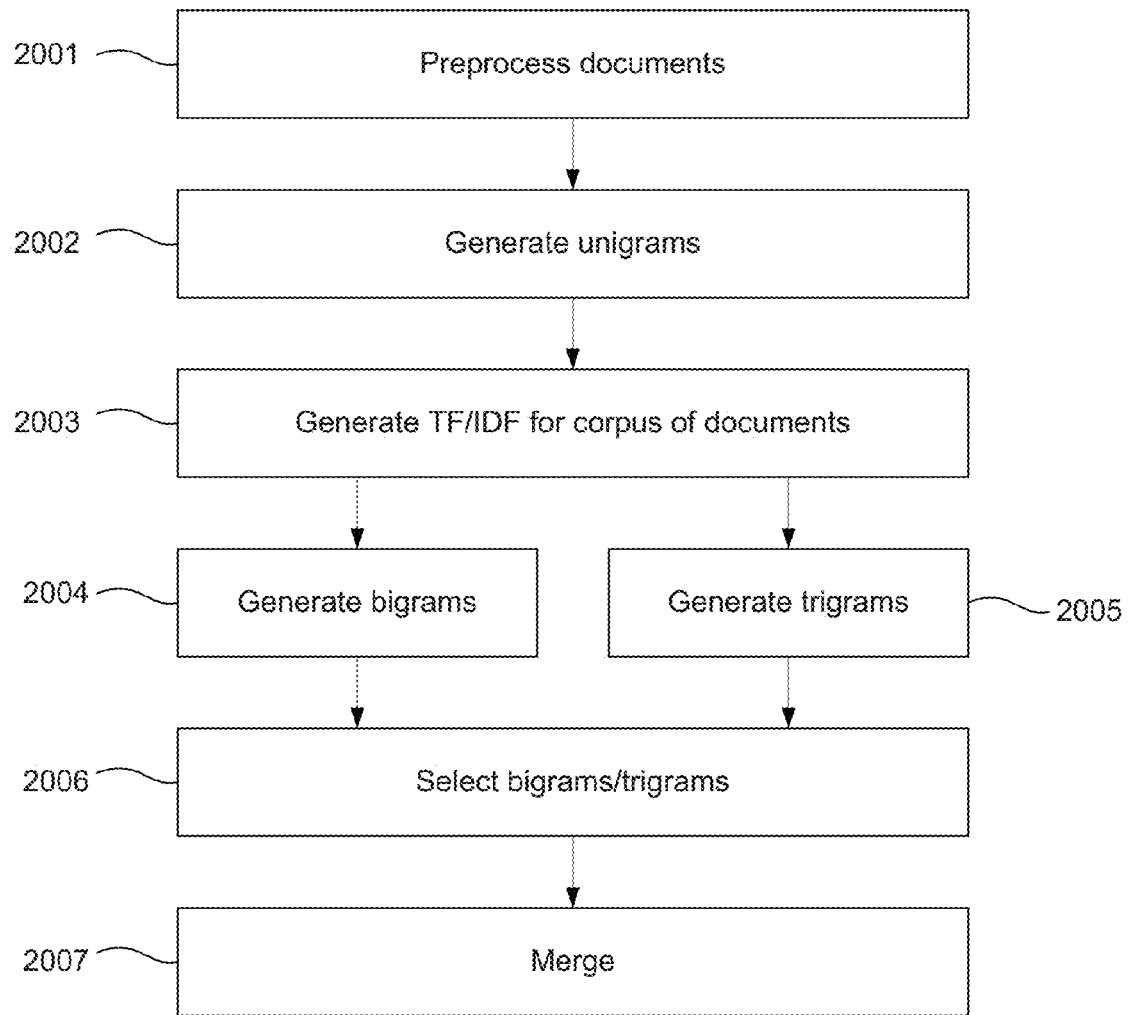 2001
Preprocess documents
2002
Generate unigrams
2003
Generate TF/IDF for corpus of documents
2004
Generate bigrams
Generate trigrams
2005
2006
Select bigrams/trigrams
2007
Merge